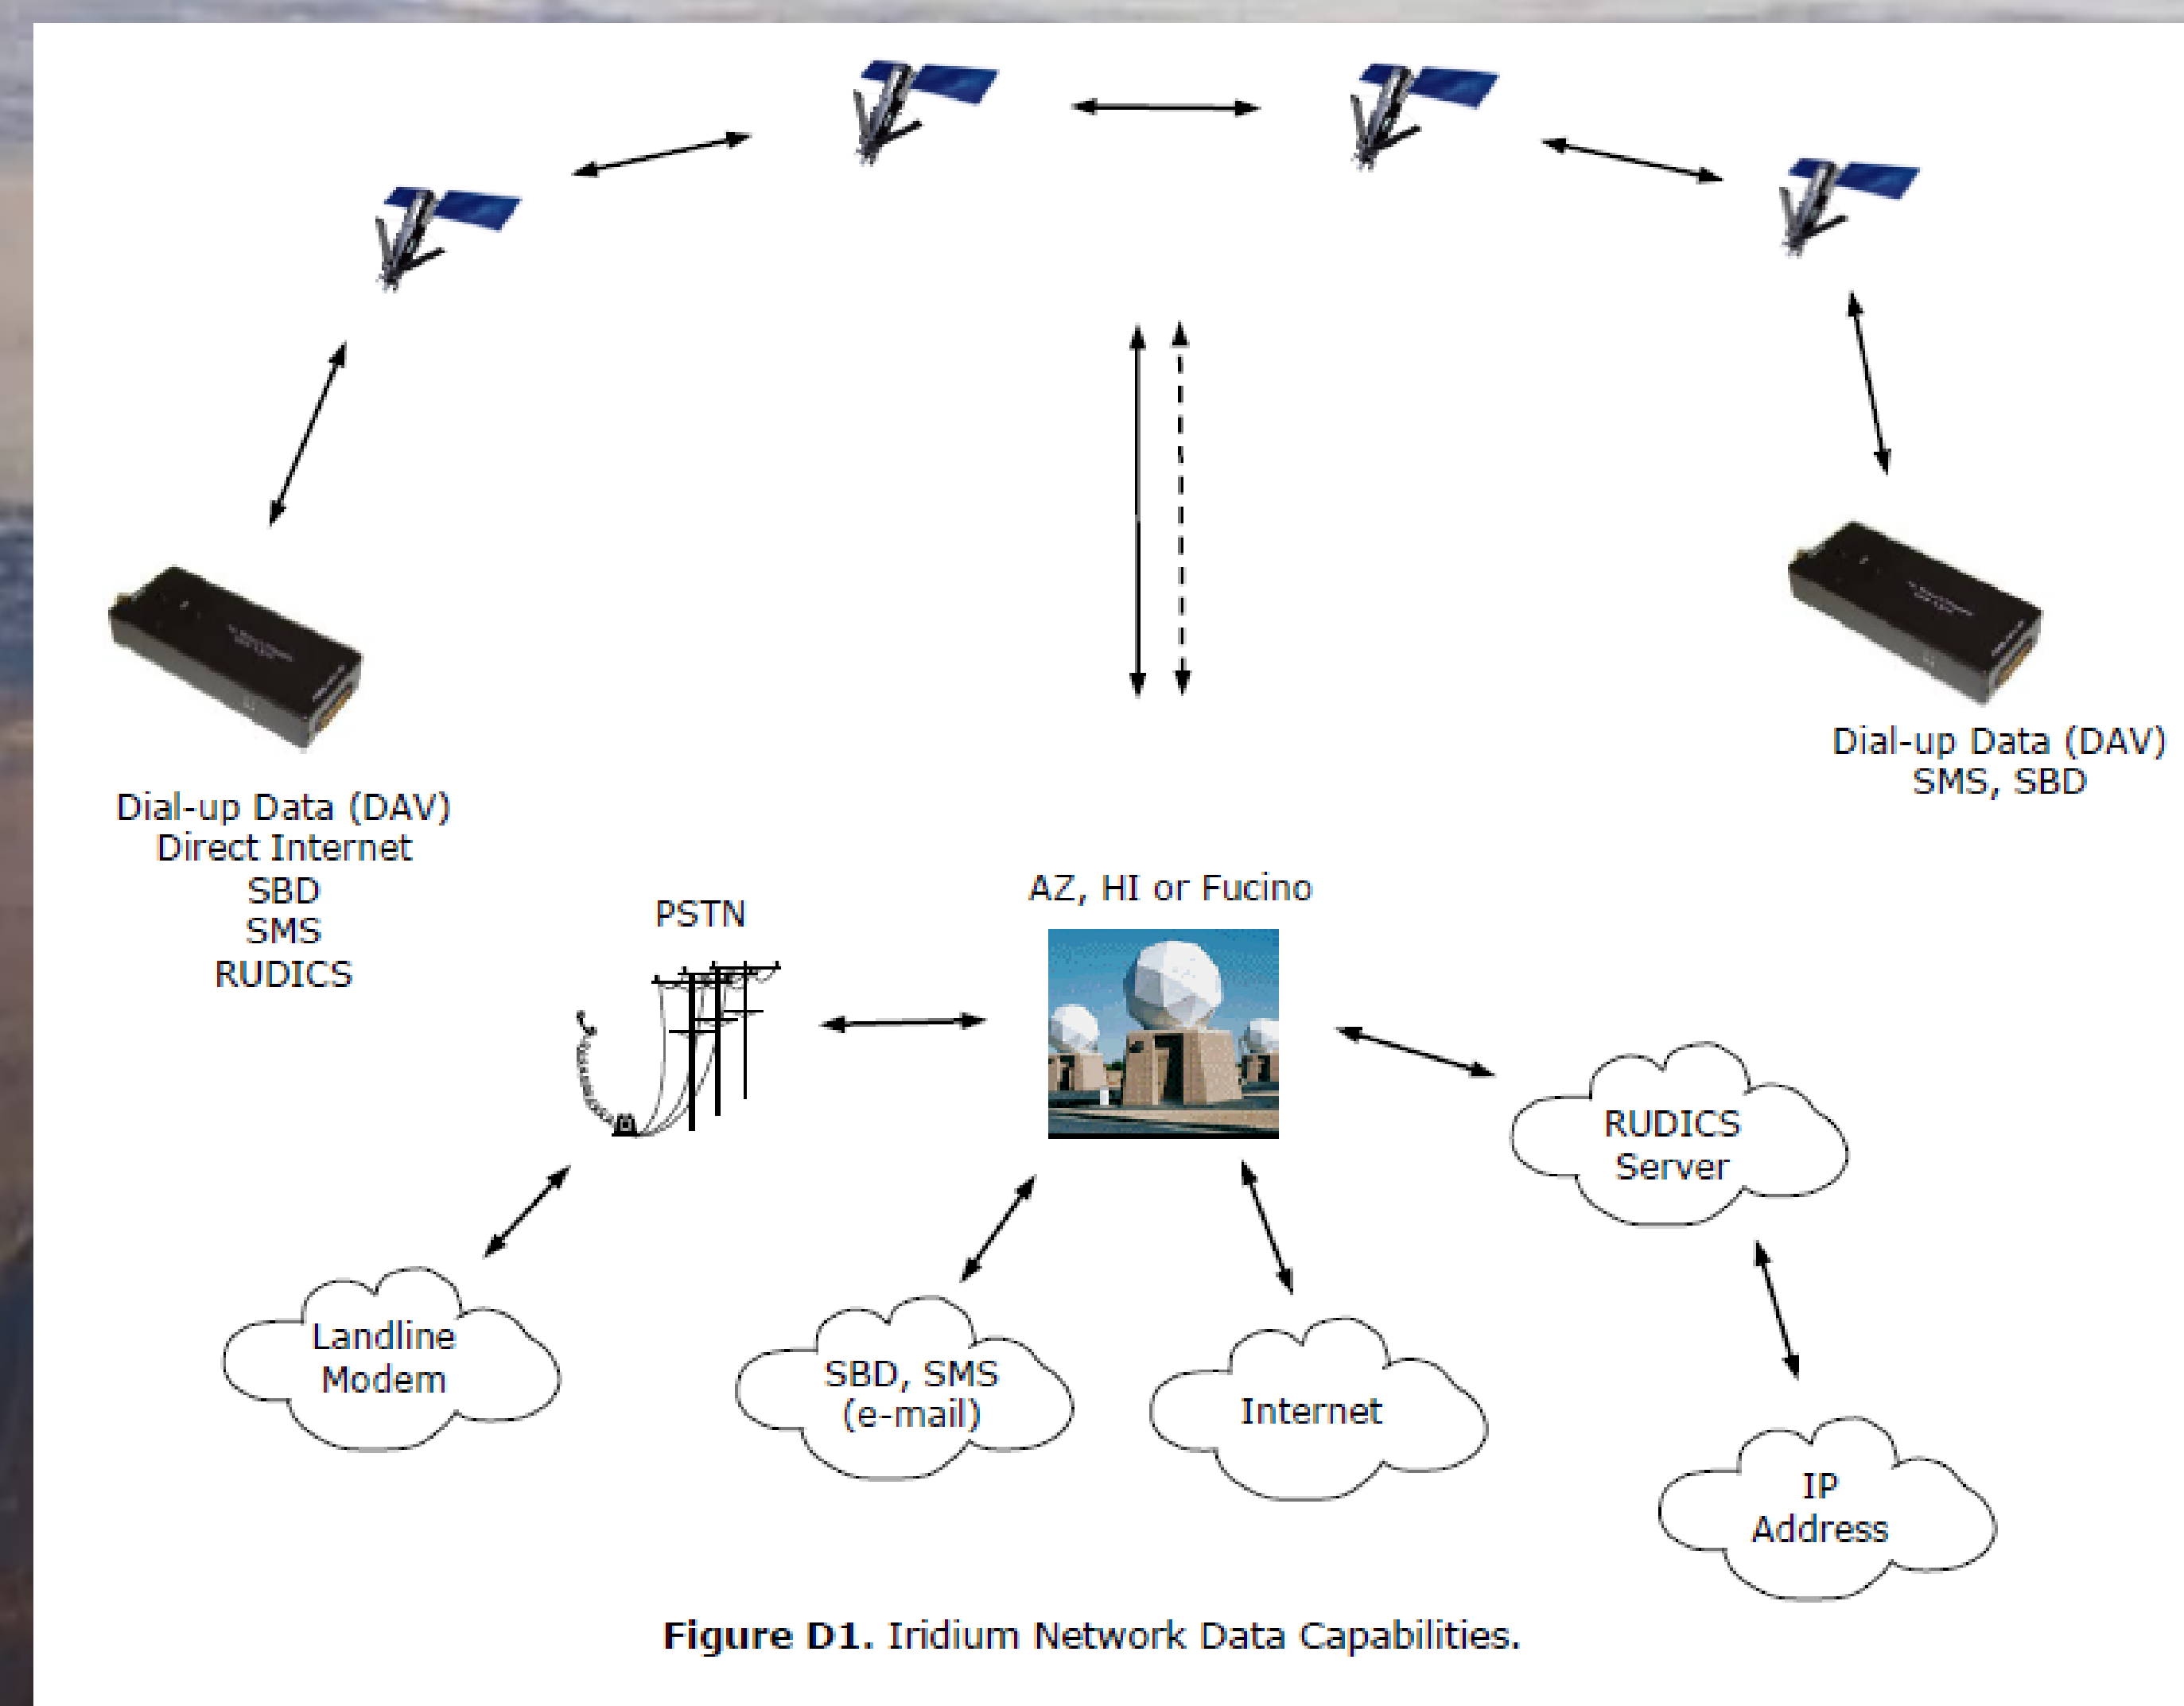 Dial-up Data (DAV)
SMS, SBD
Dial-up Data (DAV)
Direct Internet
SBD
SMS
RUDICS
PSTN
AZ, HI or Fucino
RUDICS
Server
Landline
Modem
SBD, SMS
(e-mail)
Internet
IP
Address
Figure D1. Iridium Network Data Capabilities.